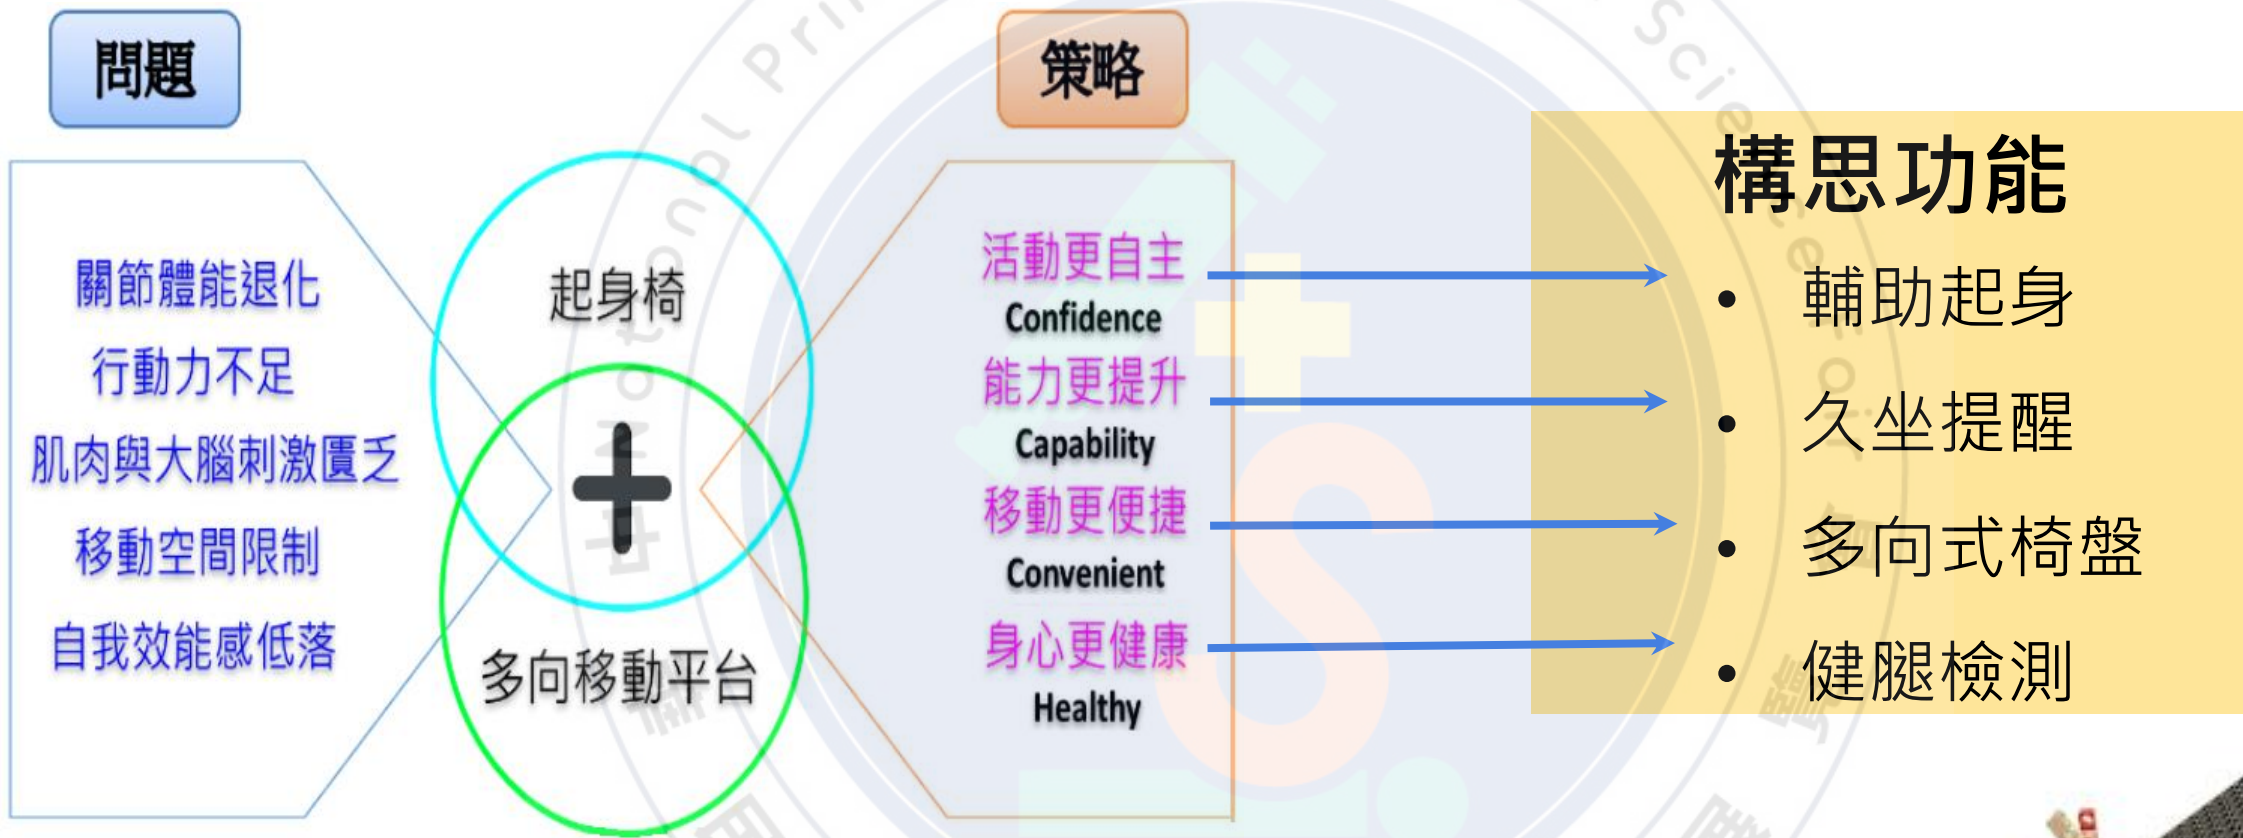 問題
關節體能退化
行動力不足
肌肉與大腦刺激匱乏
移動空間限制
自我效能感低落
起身椅
多向移動平台
策略
活動更自主
Confidence
能力更提升
Capability
移動更便捷
Convenient
身心更健康
Healthy
構思功能
• 輔助起身
• 久坐提醒
• 多向式椅盤
• 健腿檢測